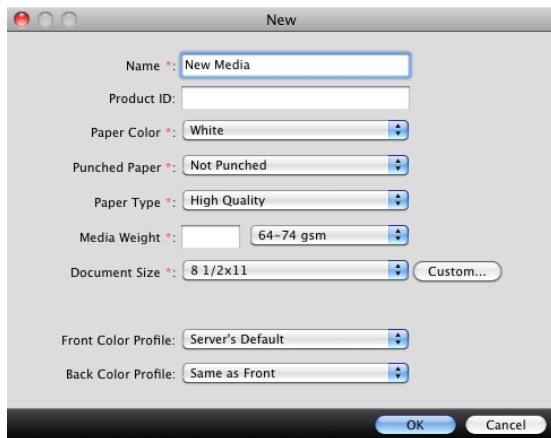 New
Name *: New Media
Product ID:
Paper Color *: White
Punched Paper *: Not Punched
Paper Type *: High Quality
Media Weight *: 64-74 gsm
Document Size *: 8 1/2x11 Custom...
Front Color Profile: Server's Default
Back Color Profile: Same as Front
OK Cancel